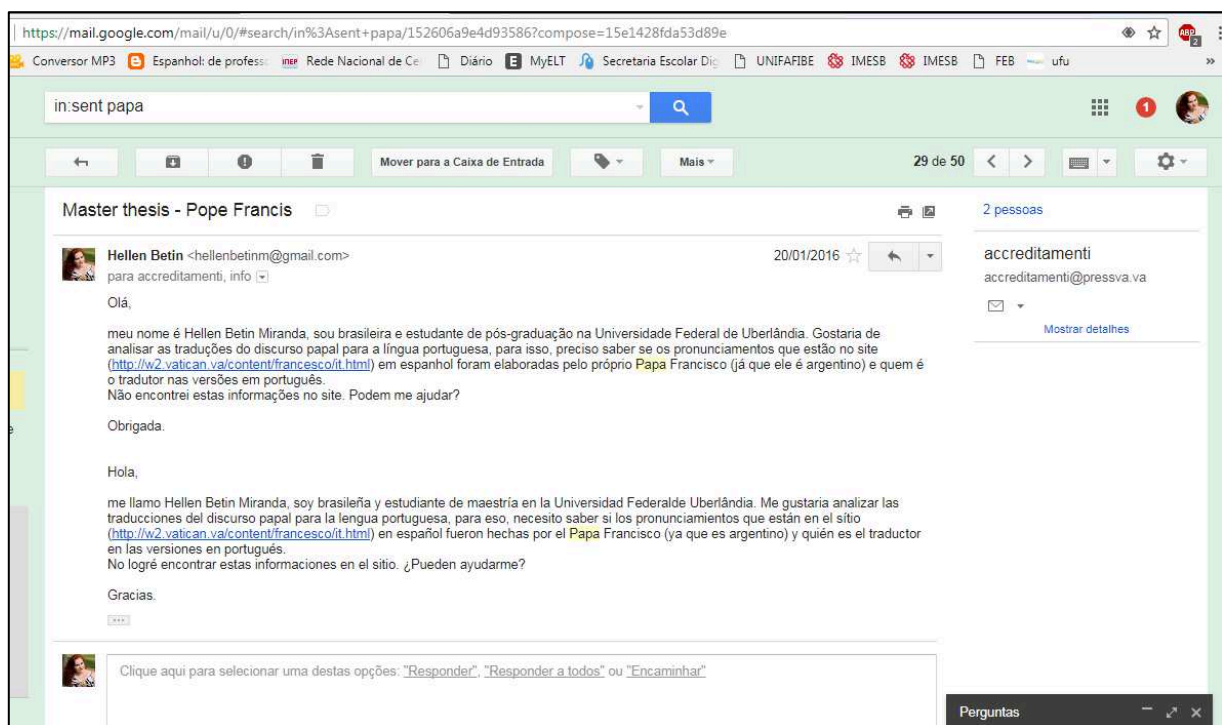 https://mail.google.com/mail/u/0/#search/in%3Asent+papa/152606a9e4d93586?compose=15e1428fda53d89e
ABP
2
Conversor MP3 Espanhol: de profess inep Rede Nacional de Ce Diário E MyELT Secretaria Escolar Dig UNIFAFIBE IMESB IMESB FEB ufu »
in:sent papa
1
Mover para a Caixa de Entrada Mais 29 de 50
Master thesis - Pope Francis
2 pessoas
Hellen Betin <hellenbetinm@gmail.com> 20/01/2016
para accreditamenti, info
accreditamenti
accreditamenti@pressva.va
Mostrar detalhes
Olá,
meu nome é Hellen Betin Miranda, sou brasileira e estudante de pós-graduação na Universidade Federal de Uberlândia. Gostaria de
analisar as traduções do discurso papal para a língua portuguesa, para isso, preciso saber se os pronunciamentos que estão no site
(http://w2.vatican.va/content/francesco/it.html) em espanhol foram elaboradas pelo próprio Papa Francisco (já que ele é argentino) e quem é
o tradutor nas versões em português.
Não encontrei estas informações no site. Podem me ajudar?
Obrigada.
Hola,
me llamo Hellen Betin Miranda, soy brasileña y estudiante de maestría en la Universidad Federalde Uberlândia. Me gustaria analizar las
traducciones del discurso papal para la lengua portuguesa, para eso, necesito saber si los pronunciamientos que están en el sítio
(http://w2.vatican.va/content/francesco/it.html) en español fueron hechas por el Papa Francisco (ya que es argentino) y quién es el traductor
en las versiones en portugués.
No logré encontrar estas informaciones en el sitio. ¿Pueden ayudarme?
Gracias.
Clique aqui para selecionar uma destas opções: "Responder", "Responder a todos" ou "Encaminhar"
Perguntas